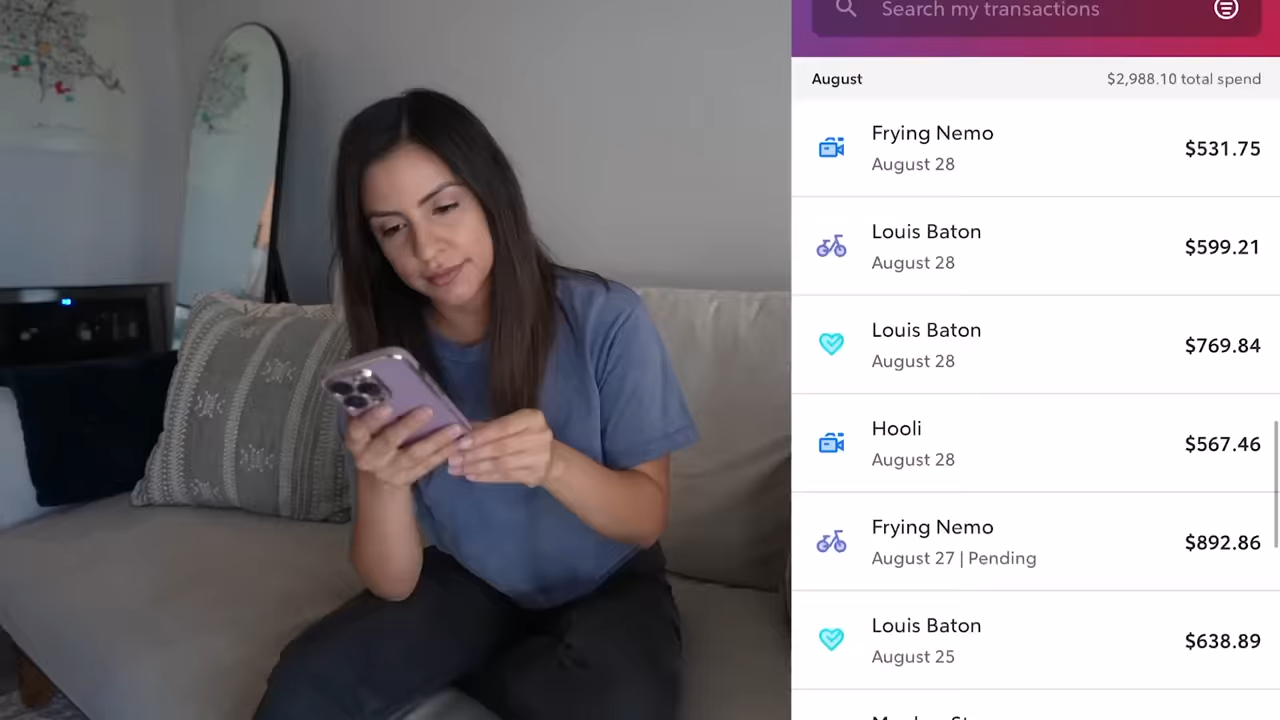 Search my transactions
August
$2,988.10 total spend
Frying Nemo
August 28
$531.75
Louis Baton
August 28
$599.21
Louis Baton
August 28
$769.84
Hooli
August 28
$567.46
Frying Nemo
August 27 | Pending
$892.86
Louis Baton
August 25
$638.89